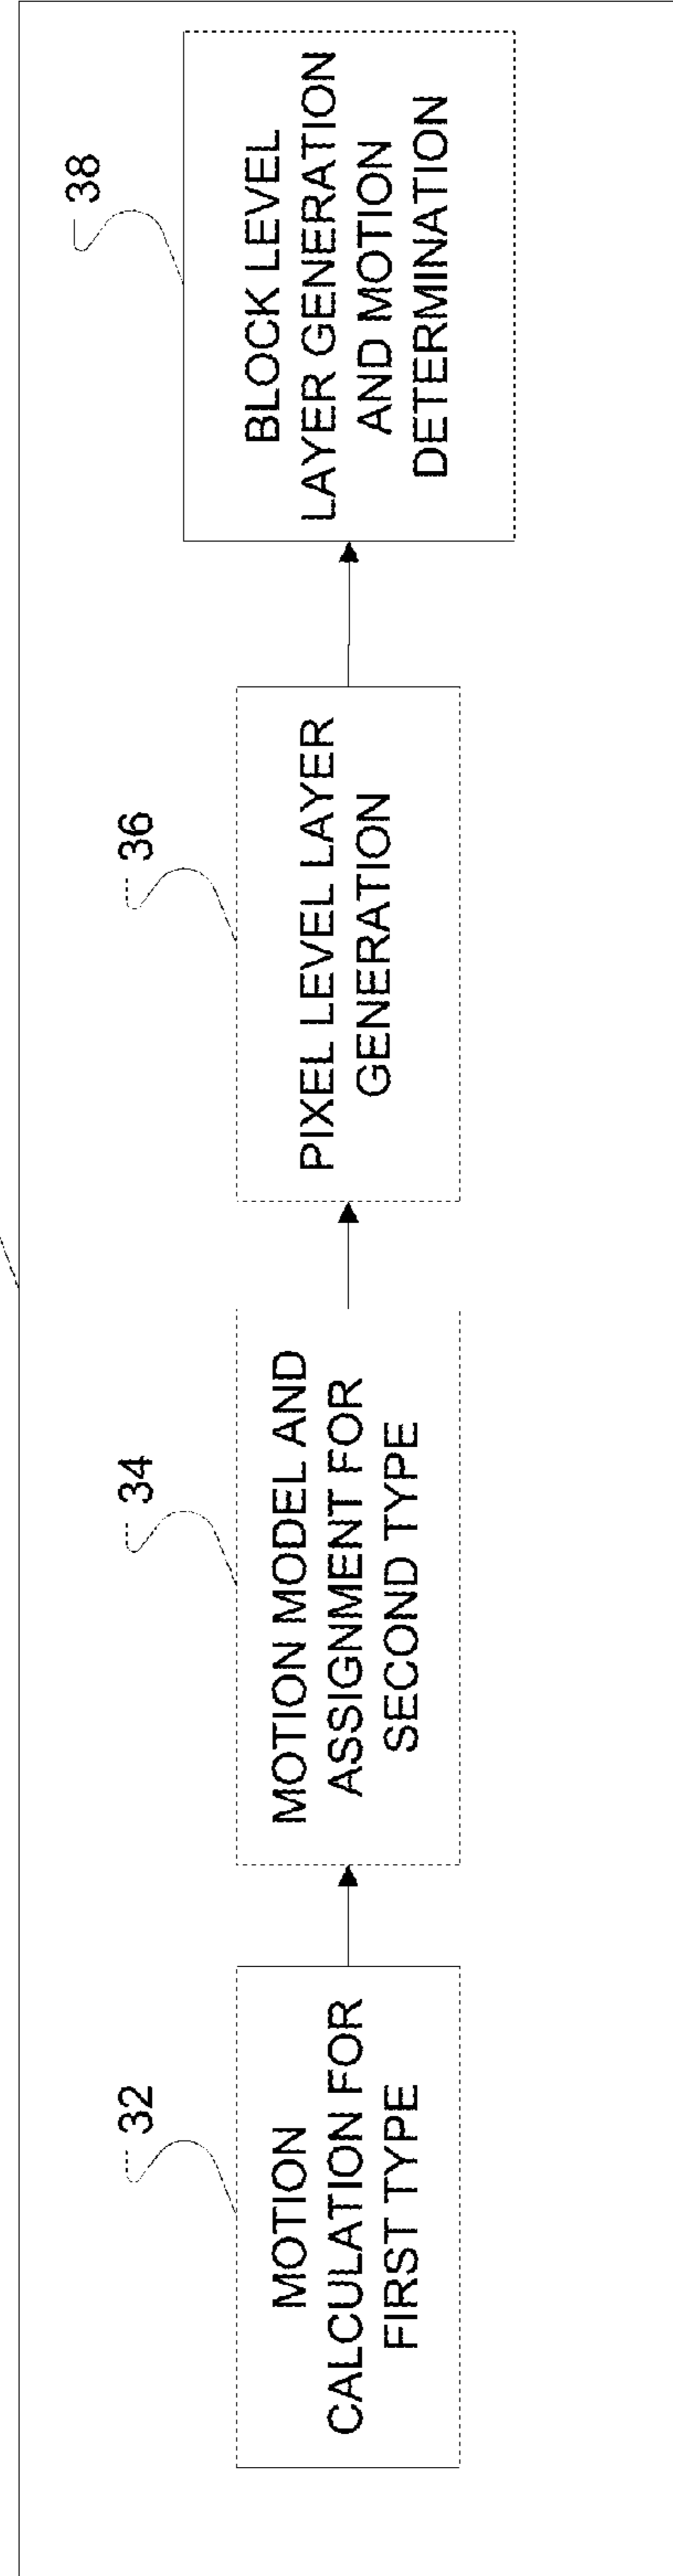 32
MOTION
CALCULATION FOR
FIRST TYPE
34
MOTION MODEL AND
ASSIGNMENT FOR
SECOND TYPE
36
PIXEL LEVEL LAYER
GENERATION
38
BLOCK LEVEL
LAYER GENERATION
AND MOTION
DETERMINATION